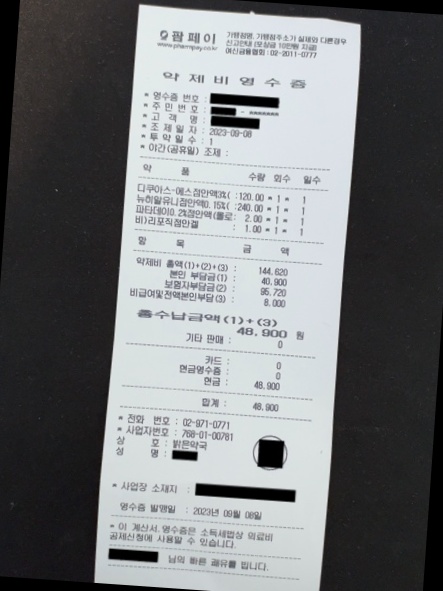 팜페이
www.pharmpay.co.kr
가맹점명, 가맹점주소가 실제와 다른경우
신고안내 (포상금 10만원 지급)
여신금융협회 : 02-2011-0777
약제비영수증
* 영수증 번호 :
* 주민번호 : - *******
* 고 객 명 :
* 조제일자 : 2023-09-08
* 투약일수 : 1
* 야간(공휴일) 조제 :
약 품 수량 회수 일수
디쿠아스-에스점안액3%( :120.00 * 1 * 1
뉴히알유니점안액0.15%( :240.00 * 1 * 1
파타데이0.2%점안액(올로: 2.00 * 1 * 1
비)리포직점안겔 : 1.00 * 1 * 1
항 목 금 액
약제비 총액(1)+(2)+(3) : 144,620
본인 부담금(1) : 40,900
보험자부담금(2) : 95,720
비급여및전액본인부담(3) : 8,000
총수납금액(1)+(3)
48,900 원
기타 판매 : 0
카드 : 0
현금영수증 : 0
현금 : 48,900
합계 : 48,900
* 전화 번호 : 02-971-0771
* 사업자번호 : 768-01-00781
상 호 : 밝은약국
성 명 :
* 사업장 소재지 :
영수증 발행일 : 2023년 09월 08일
* 이 계산서,영수증은 소득세법상 의료비
공제신청에 사용할 수 있습니다.
님의 빠른 쾌유를 빕니다.